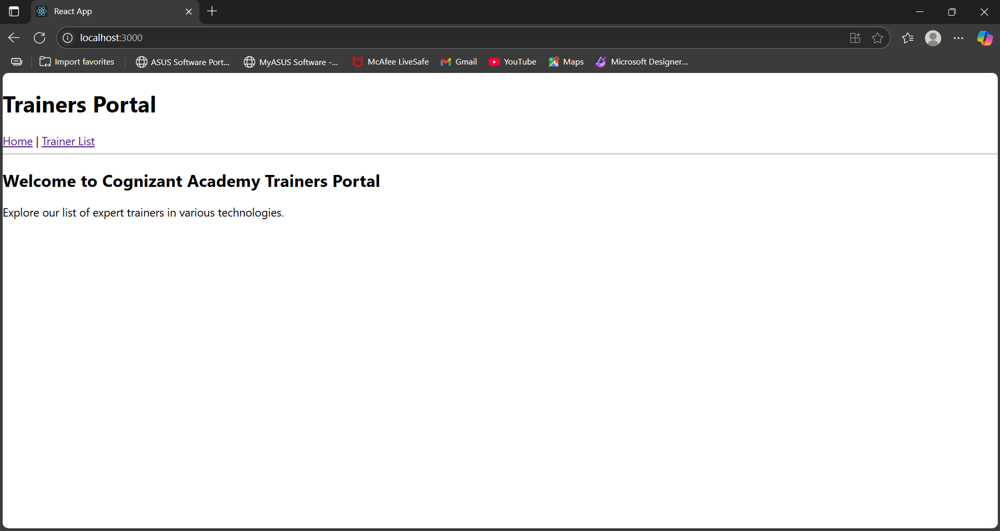 React App
localhost:3000
Import favorites
ASUS Software Port...
MyASUS Software -...
McAfee LiveSafe
Gmail
YouTube
Maps
Microsoft Designer...
Trainers Portal
Home | Trainer List
Welcome to Cognizant Academy Trainers Portal
Explore our list of expert trainers in various technologies.